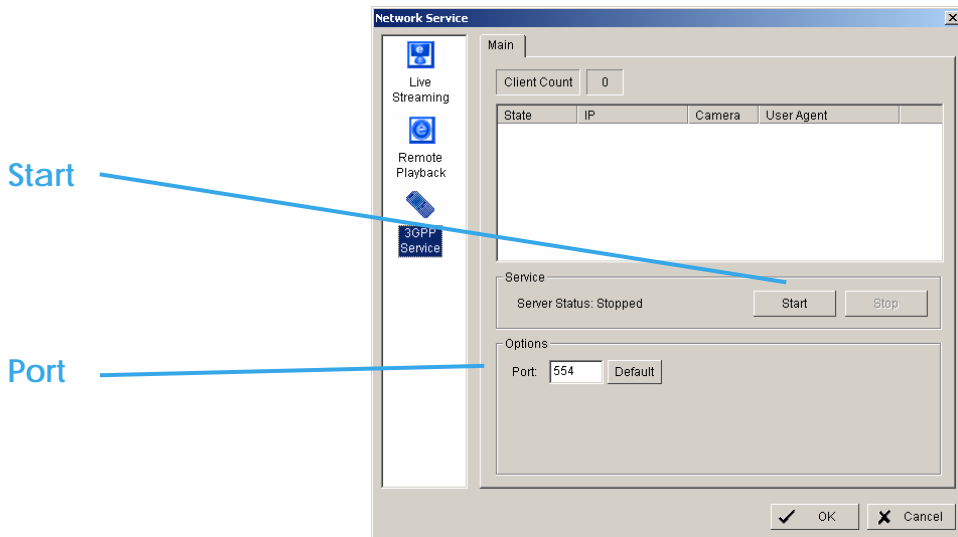 Network Service
Live
Streaming
Remote
Playback
3GPP
Service
Main
Client Count 0
State IP Camera User Agent
Service
Server Status: Stopped Start Stop
Options
Port: 554 Default
OK Cancel
Start
Port